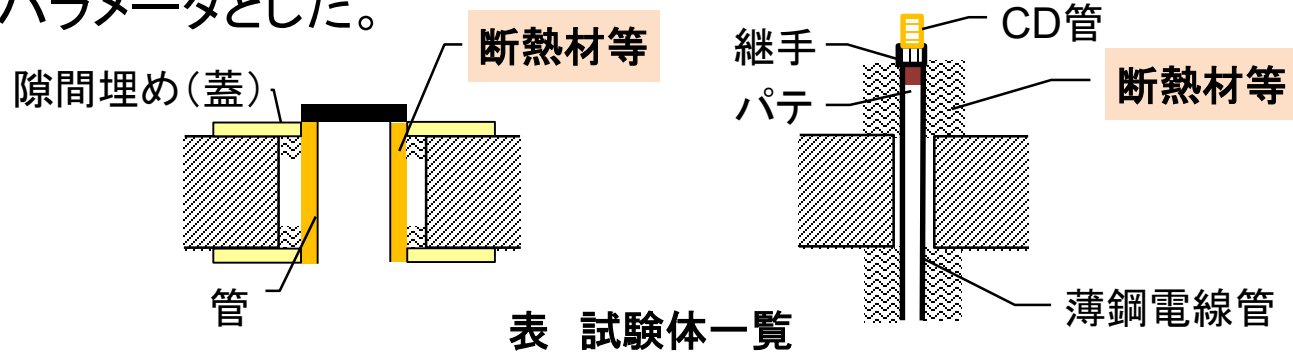 パラメータとした。
断熱材等
隙間埋め（蓋）
管
継手
パテ
CD管
断熱材等
薄鋼電線管
表　試験体一覧